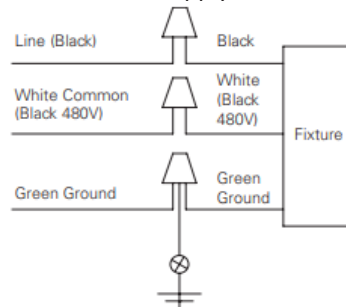 Line (Black)
Black
White Common
(Black 480V)
White
(Black
480V)
Fixture
Green Ground
Green
Ground